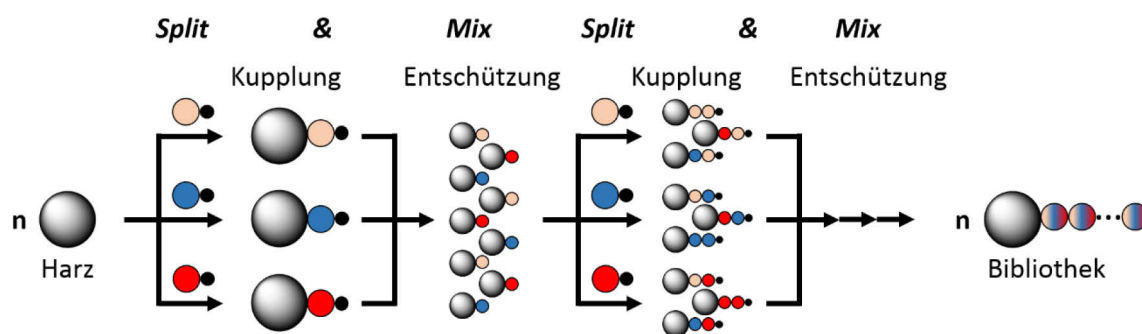 Split & Mix Split & Mix
Kupplung Entschützung Kupplung Entschützung
n n
Harz Bibliothek